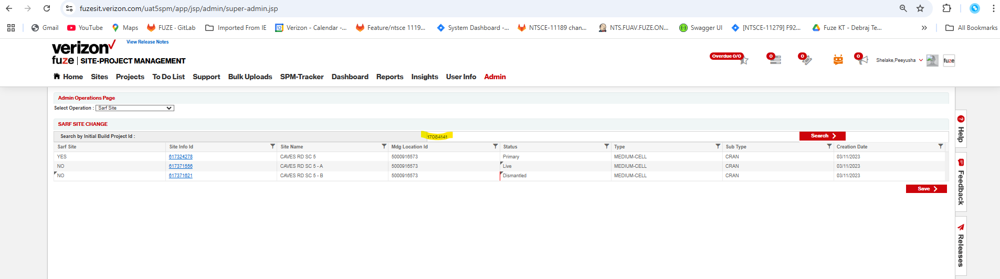 fuzesit.verizon.com/uat5spm/app/jsp/admin/super-admin.jsp
Gmail YouTube Maps FUZE · GitLab Imported From IE Verizon - Calendar -... Feature/ntsce 1119... System Dashboard -... NTSCE-11189 chan... NTS.FUAV.FUZE.ON... Swagger UI [NTSCE-11279] F92... Fuze KT - Debraj Te... » All Bookmarks
verizon View Release Notes
fuze | SITE-PROJECT MANAGEMENT
Overdue 0/0 0 0 0 Shelake,Peeyusha fuze
Home Sites Projects To Do List Support Bulk Uploads SPM-Tracker Dashboard Reports Insights User Info Admin
Admin Operations Page
Select Operation : Sarf Site
SARF SITE CHANGE
Search by Initial Build Project Id : 17084141 Search
Sarf Site Site Info Id Site Name Mdg Location Id Status Type Sub Type Creation Date
YES 617324278 CAVES RD SC 5 5000916573 Primary MEDIUM-CELL CRAN 03/11/2023
NO 617371556 CAVES RD SC 5 - A 5000916573 Live MEDIUM-CELL CRAN 03/11/2023
NO 617371621 CAVES RD SC 5 - B 5000916573 Dismantled MEDIUM-CELL CRAN 03/11/2023
Save
Help
Feedback
Releases